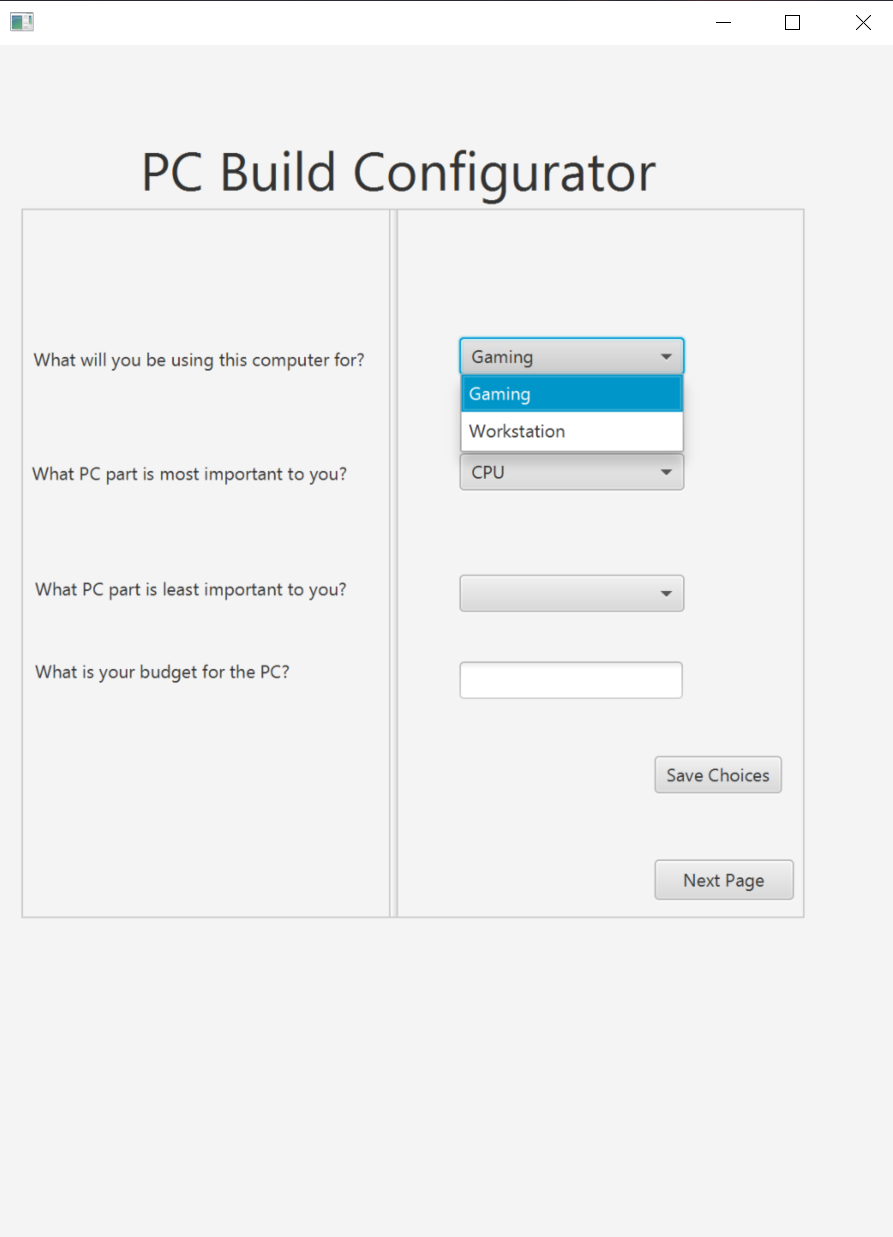 PC Build Configurator
What will you be using this computer for?
Gaming
Gaming
Workstation
What PC part is most important to you?
CPU
What PC part is least important to you?
What is your budget for the PC?
Save Choices
Next Page